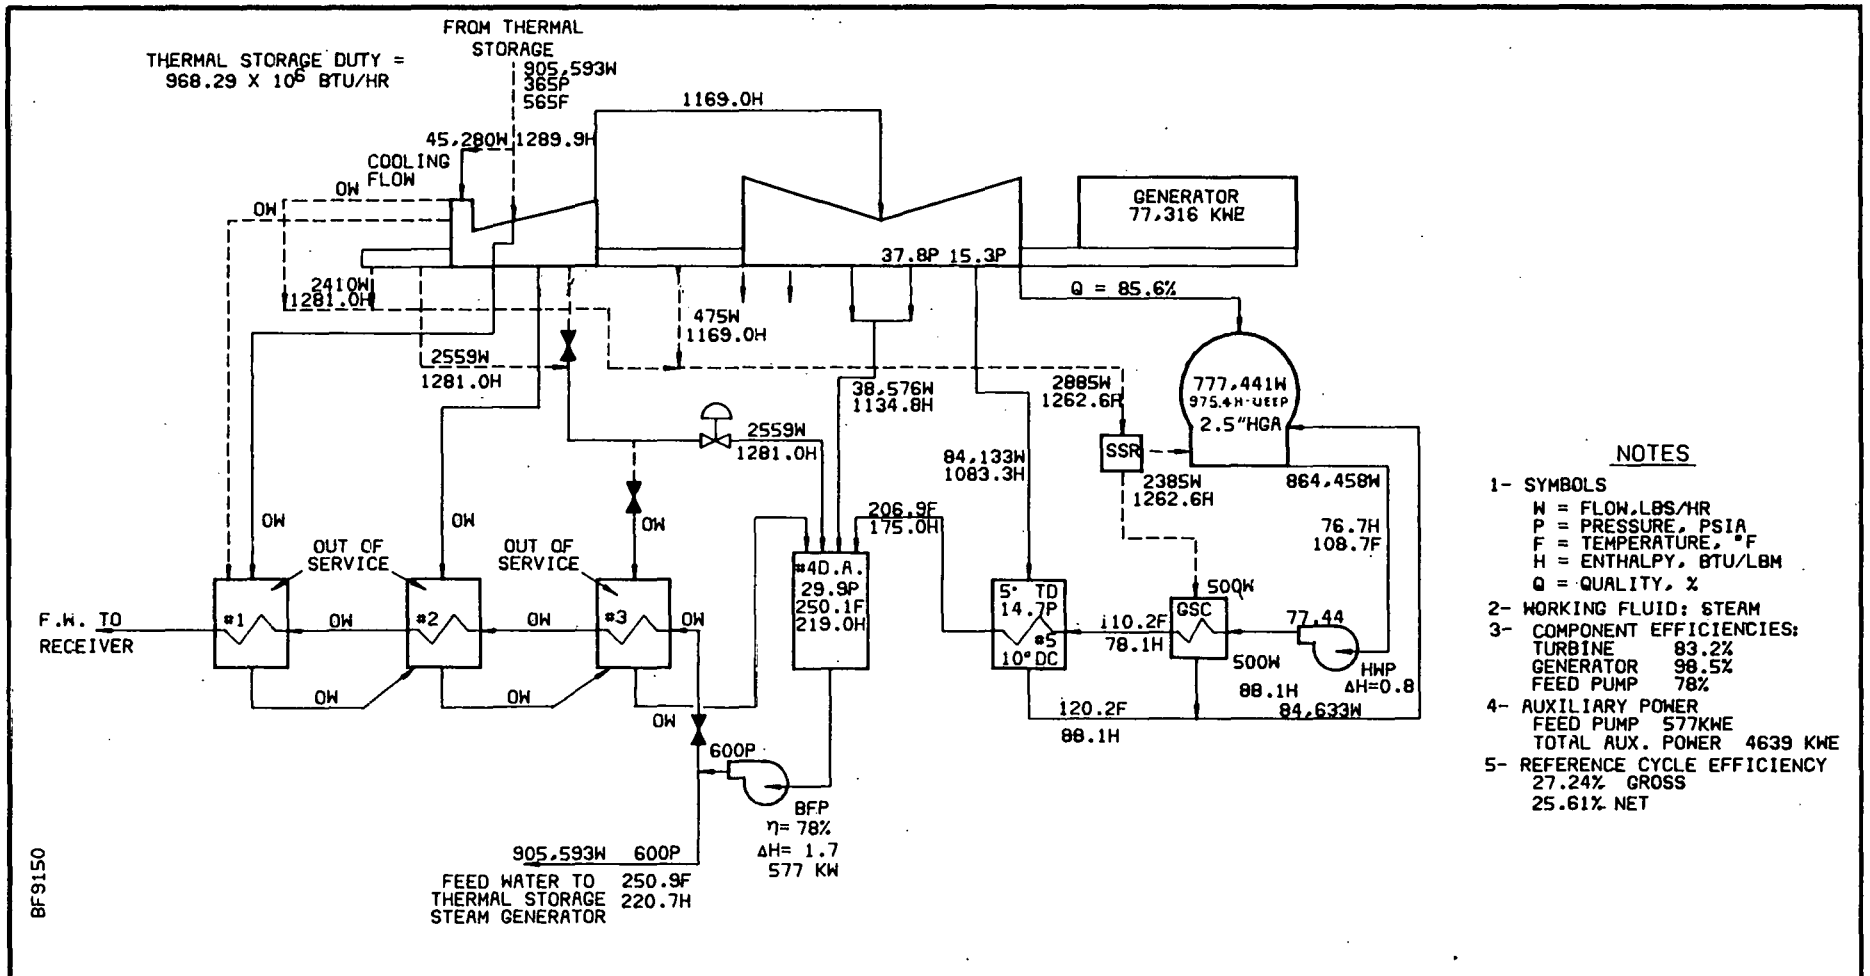 FROM THERMAL
STORAGE
THERMAL STORAGE DUTY =
968.29 X 10⁶ BTU/HR
905,593W
365P
565F
1169.0H
45,280W 1289.9H
COOLING
FLOW
0W
0W
GENERATOR
77,316 KWE
37.8P 15.3P
2410W
1281.0H
Q = 85.6%
475W
1169.0H
2559W
1281.0H
38,576W
1134.8H
2885W
1262.6H
777,441W
2.5"HGA
2559W
1281.0H
84,133W
1083.3H
SSR
2385W
1262.6H
864,458W
76.7H
108.7F
0W
0W
0W
206.9F
175.0H
OUT OF
SERVICE
OUT OF
SERVICE
#1
#2
#3
#4D.A.
29.9P
250.1F
219.0H
5° TD
14.7P
#5
10° DC
GSC
500W
77.44
110.2F
78.1H
F.W. TO
RECEIVER
0W
0W
0W
500W
88.1H
HWP
ΔH=0.8
0W
0W
0W
120.2F
88.1H
84,633W
600P
BFP
η= 78%
ΔH= 1.7
577 KW
905,593W 600P
FEED WATER TO 250.9F
THERMAL STORAGE 220.7H
STEAM GENERATOR
BF9150
NOTES
1- SYMBOLS
W = FLOW,LBS/HR
P = PRESSURE, PSIA
F = TEMPERATURE, °F
H = ENTHALPY, BTU/LBM
Q = QUALITY, %
2- WORKING FLUID: STEAM
3- COMPONENT EFFICIENCIES:
TURBINE 83.2%
GENERATOR 98.5%
FEED PUMP 78%
4- AUXILIARY POWER
FEED PUMP 577KWE
TOTAL AUX. POWER 4639 KWE
5- REFERENCE CYCLE EFFICIENCY
27.24% GROSS
25.61% NET